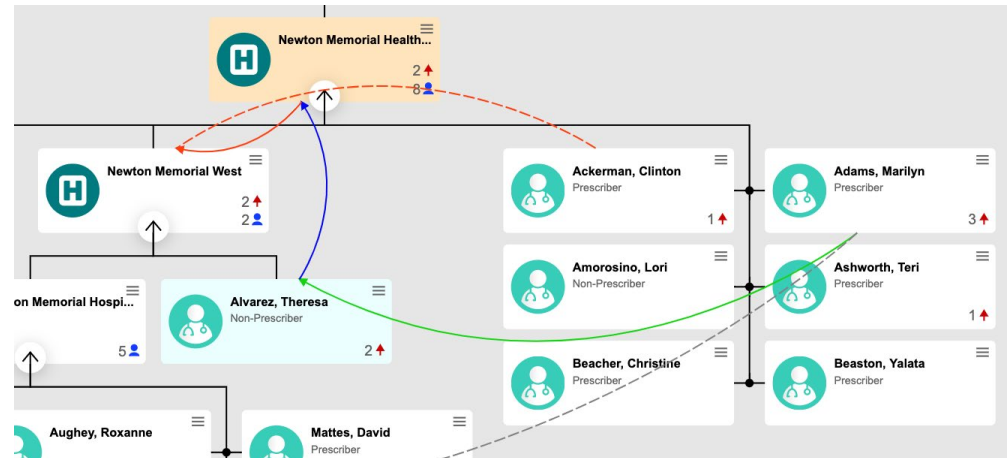 Newton Memorial Health...
2
8
Newton Memorial West
2
2
Ackerman, Clinton
Prescriber
1
Adams, Marilyn
Prescriber
3
on Memorial Hospi...
5
Alvarez, Theresa
Non-Prescriber
2
Amorosino, Lori
Non-Prescriber
Ashworth, Teri
Prescriber
1
Beacher, Christine
Prescriber
Beaston, Yalata
Prescriber
Aughey, Roxanne
Mattes, David
Prescriber